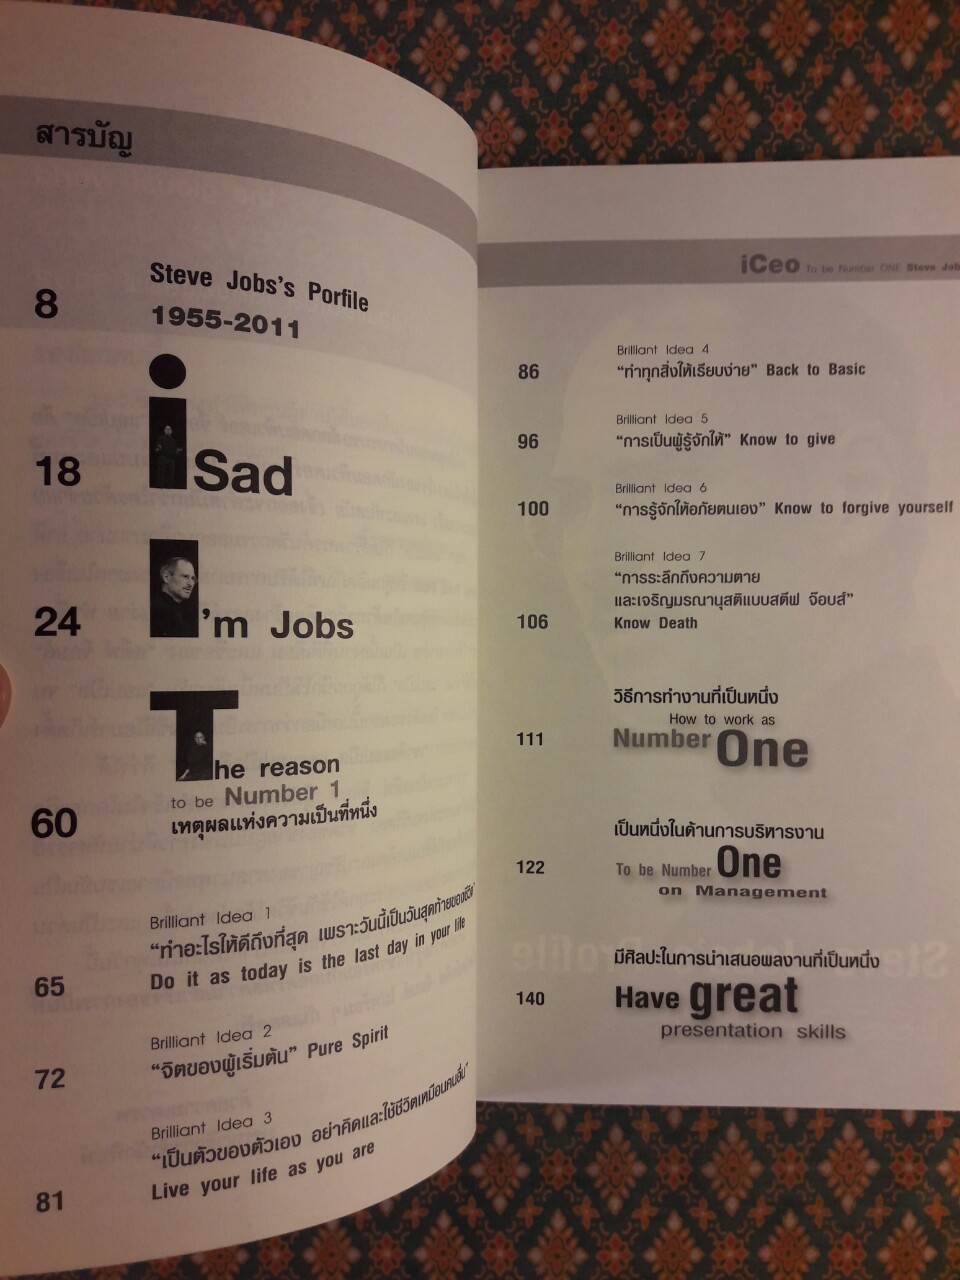 สารบัญ
8
Steve Jobs's Porfile
1955-2011
18
i Sad
24
I'm Jobs
The reason
to be Number 1
60
เหตุผลแห่งความเป็นที่หนึ่ง
Brilliant Idea 1
"ทำอะไรให้ดีถึงที่สุด เพราะวันนี้เป็นวันสุดท้ายของชีวิต"
65
Do it as today is the last day in your life
Brilliant Idea 2
72
"จิตของผู้เริ่มต้น" Pure Spirit
Brilliant Idea 3
"เป็นตัวของตัวเอง อย่าคิดและใช้ชีวิตเหมือนคนอื่น"
81
Live your life as you are
iCeo To be Number ONE Steve Job
Brilliant Idea 4
86
"ทำทุกสิ่งให้เรียบง่าย" Back to Basic
Brilliant Idea 5
96
"การเป็นผู้รู้จักให้" Know to give
Brilliant Idea 6
100
"การรู้จักให้อภัยตนเอง" Know to forgive yourself
Brilliant Idea 7
"การระลึกถึงความตาย
และเจริญมรณานุสติแบบสตีฟ จ๊อบส์"
106
Know Death
วิธีการทำงานที่เป็นหนึ่ง
How to work as
111
Number One
เป็นหนึ่งในด้านการบริหารงาน
122
To be Number One
on Management
มีศิลปะในการนำเสนอผลงานที่เป็นหนึ่ง
140
Have great
presentation skills